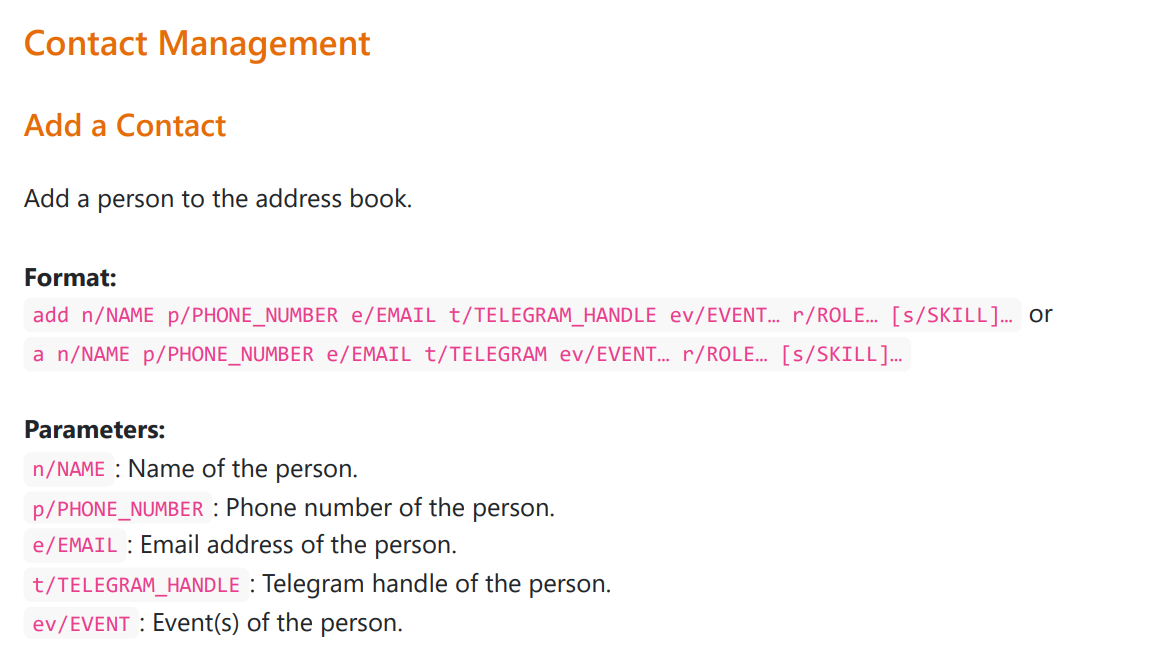 Contact Management
Add a Contact
Add a person to the address book.
Format:
add n/NAME p/PHONE_NUMBER e/EMAIL t/TELEGRAM_HANDLE ev/EVENT… r/ROLE… [s/SKILL]… or
a n/NAME p/PHONE_NUMBER e/EMAIL t/TELEGRAM ev/EVENT… r/ROLE… [s/SKILL]…
Parameters:
n/NAME : Name of the person.
p/PHONE_NUMBER : Phone number of the person.
e/EMAIL : Email address of the person.
t/TELEGRAM_HANDLE : Telegram handle of the person.
ev/EVENT : Event(s) of the person.